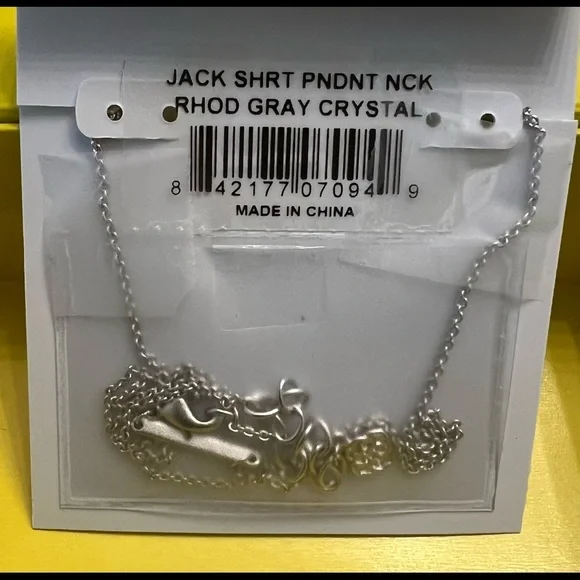 JACK SHRT PNDNT NCK
RHOD GRAY CRYSTAL
8 42177 07094 9
MADE IN CHINA